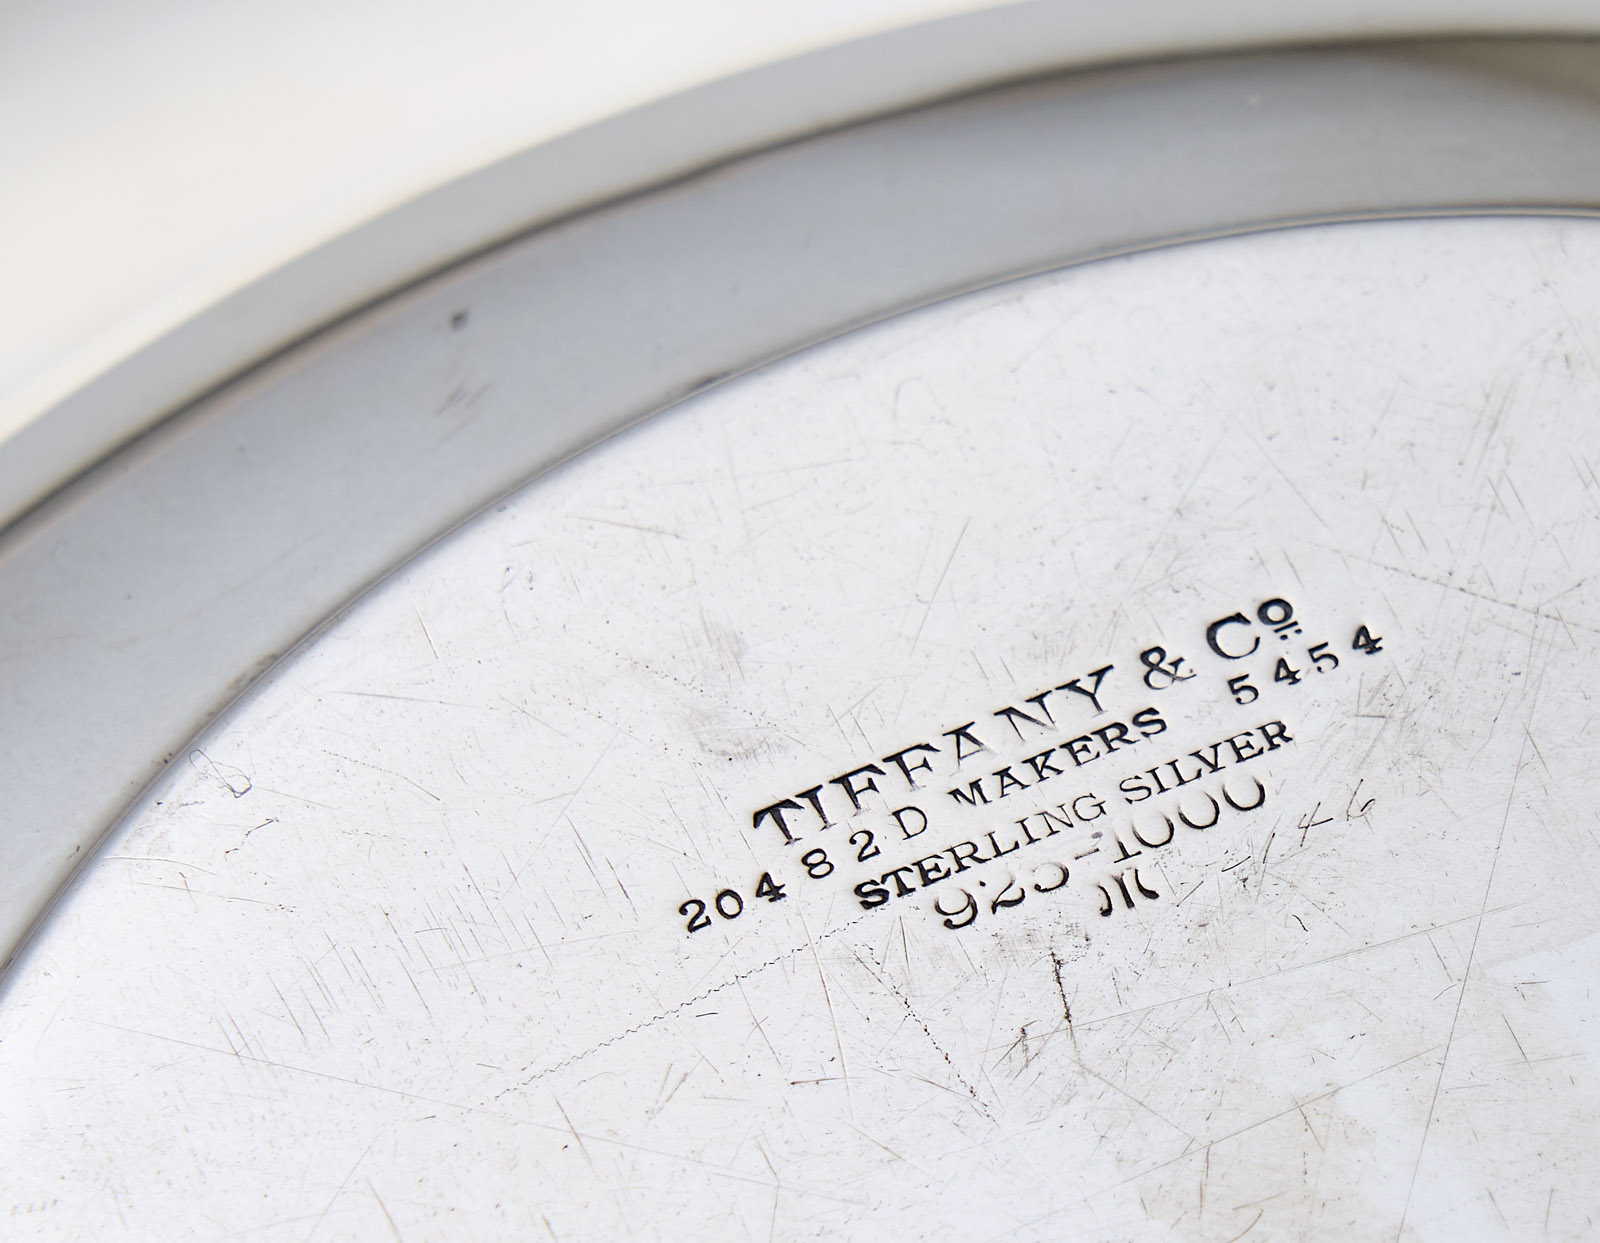 TIFFANY & Cº
20482D MAKERS 5454
STERLING SILVER
925-1000
M